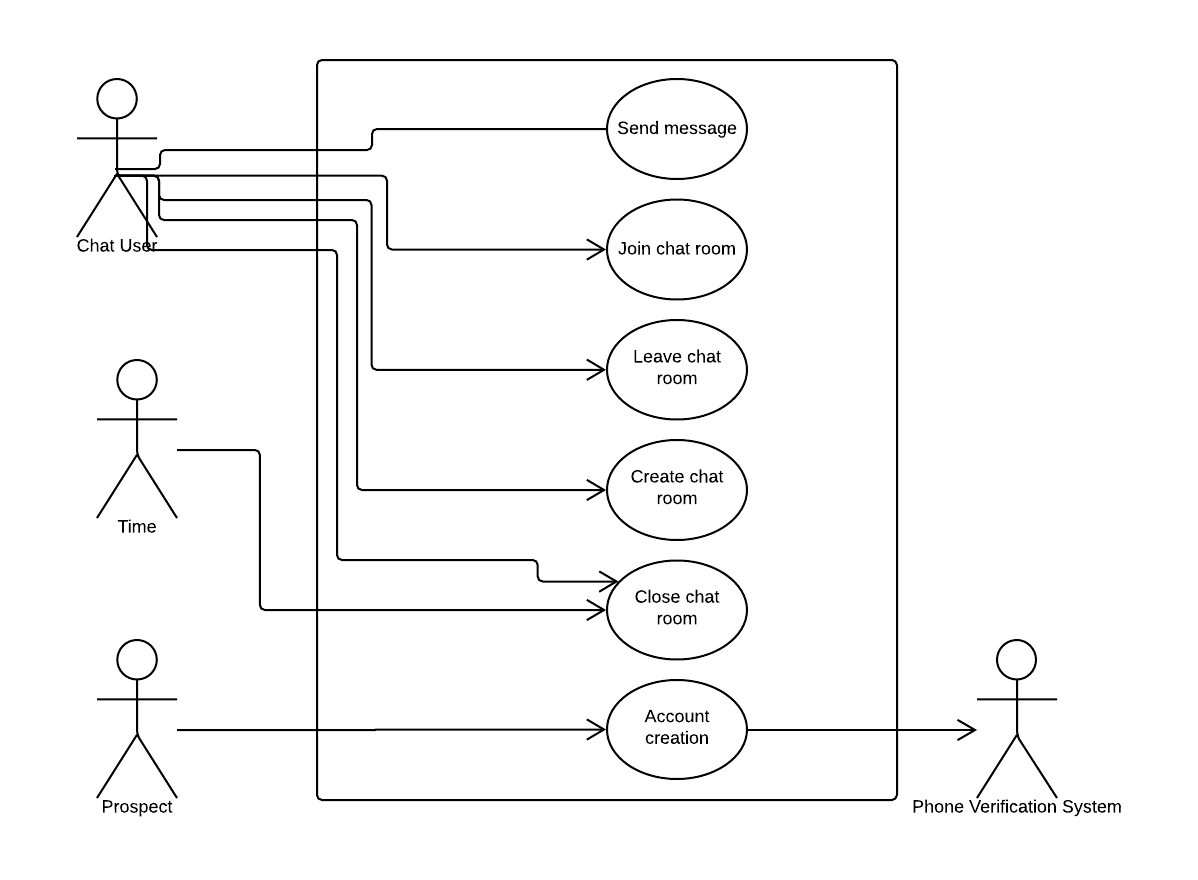 Send message
Chat User
Join chat room
Leave chat
room
Time
Create chat
room
Close chat
room
Prospect
Account
creation
Phone Verification System